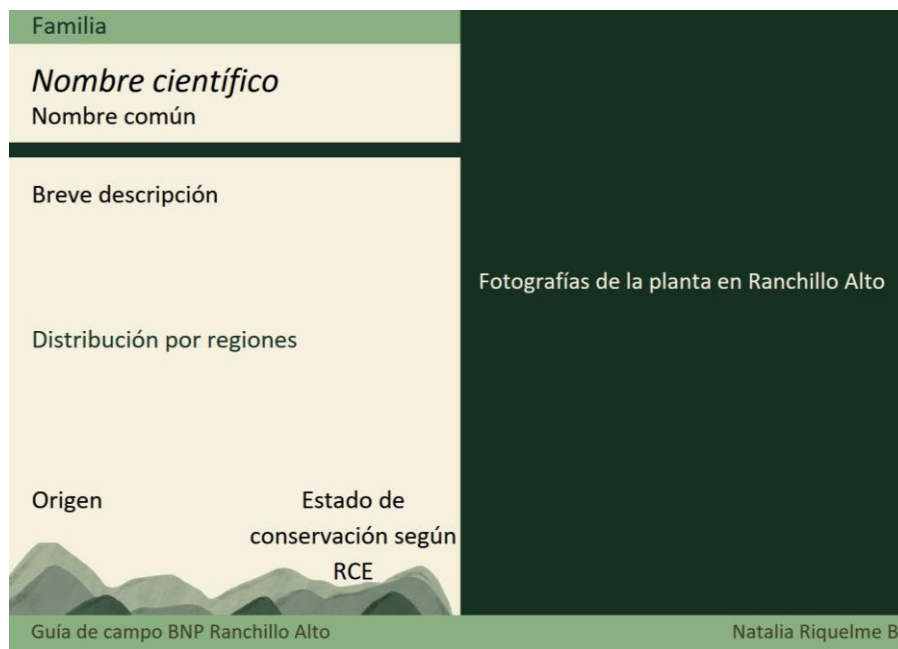 Familia
Nombre científico
Nombre común
Breve descripción
Distribución por regiones
Origen
Estado de
conservación según
RCE
Fotografías de la planta en Ranchillo Alto
Guía de campo BNP Ranchillo Alto
Natalia Riquelme B